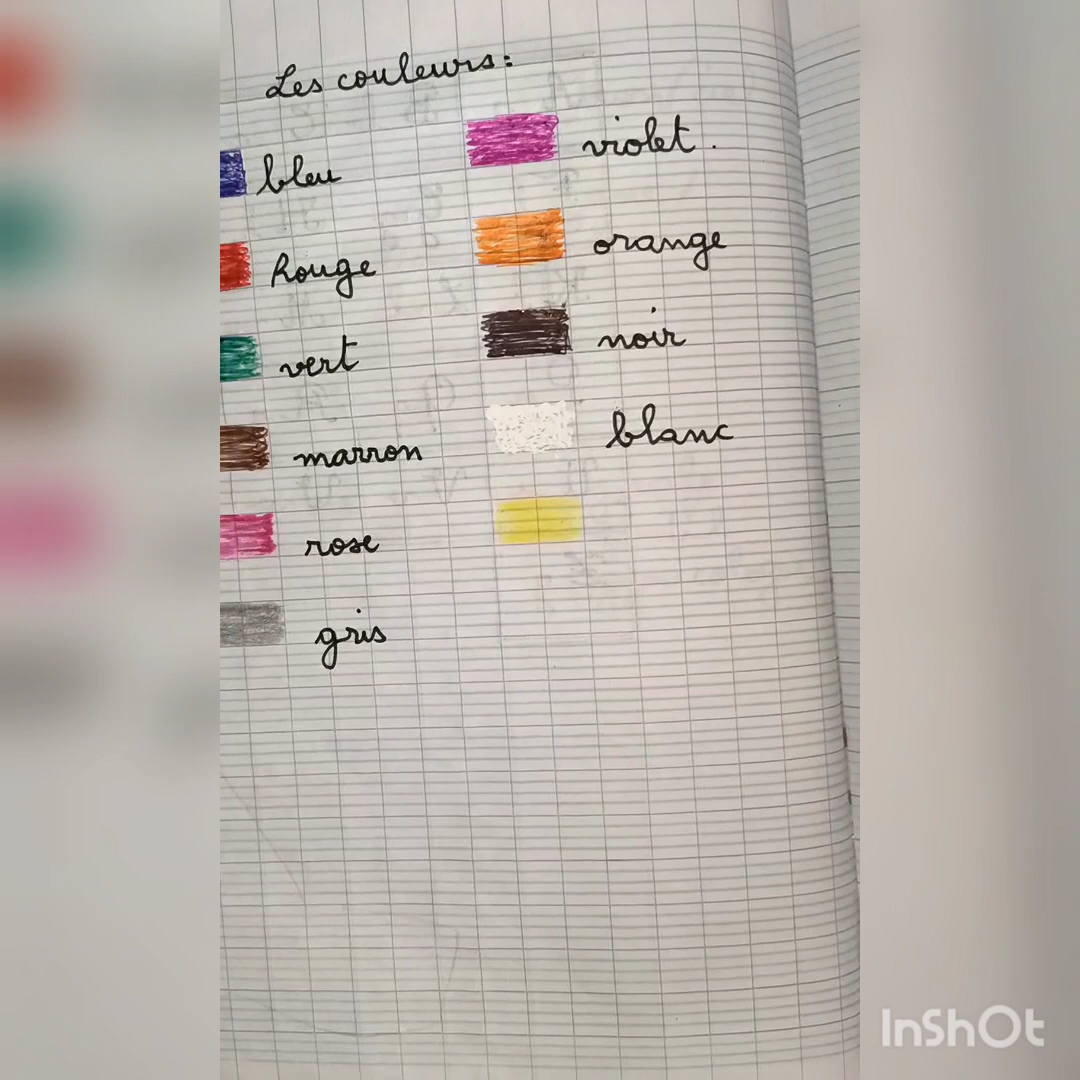 Les couleurs:
bleu
Rouge
vert
marron
rose
gris
violet.
orange
noir
blanc
InShOt